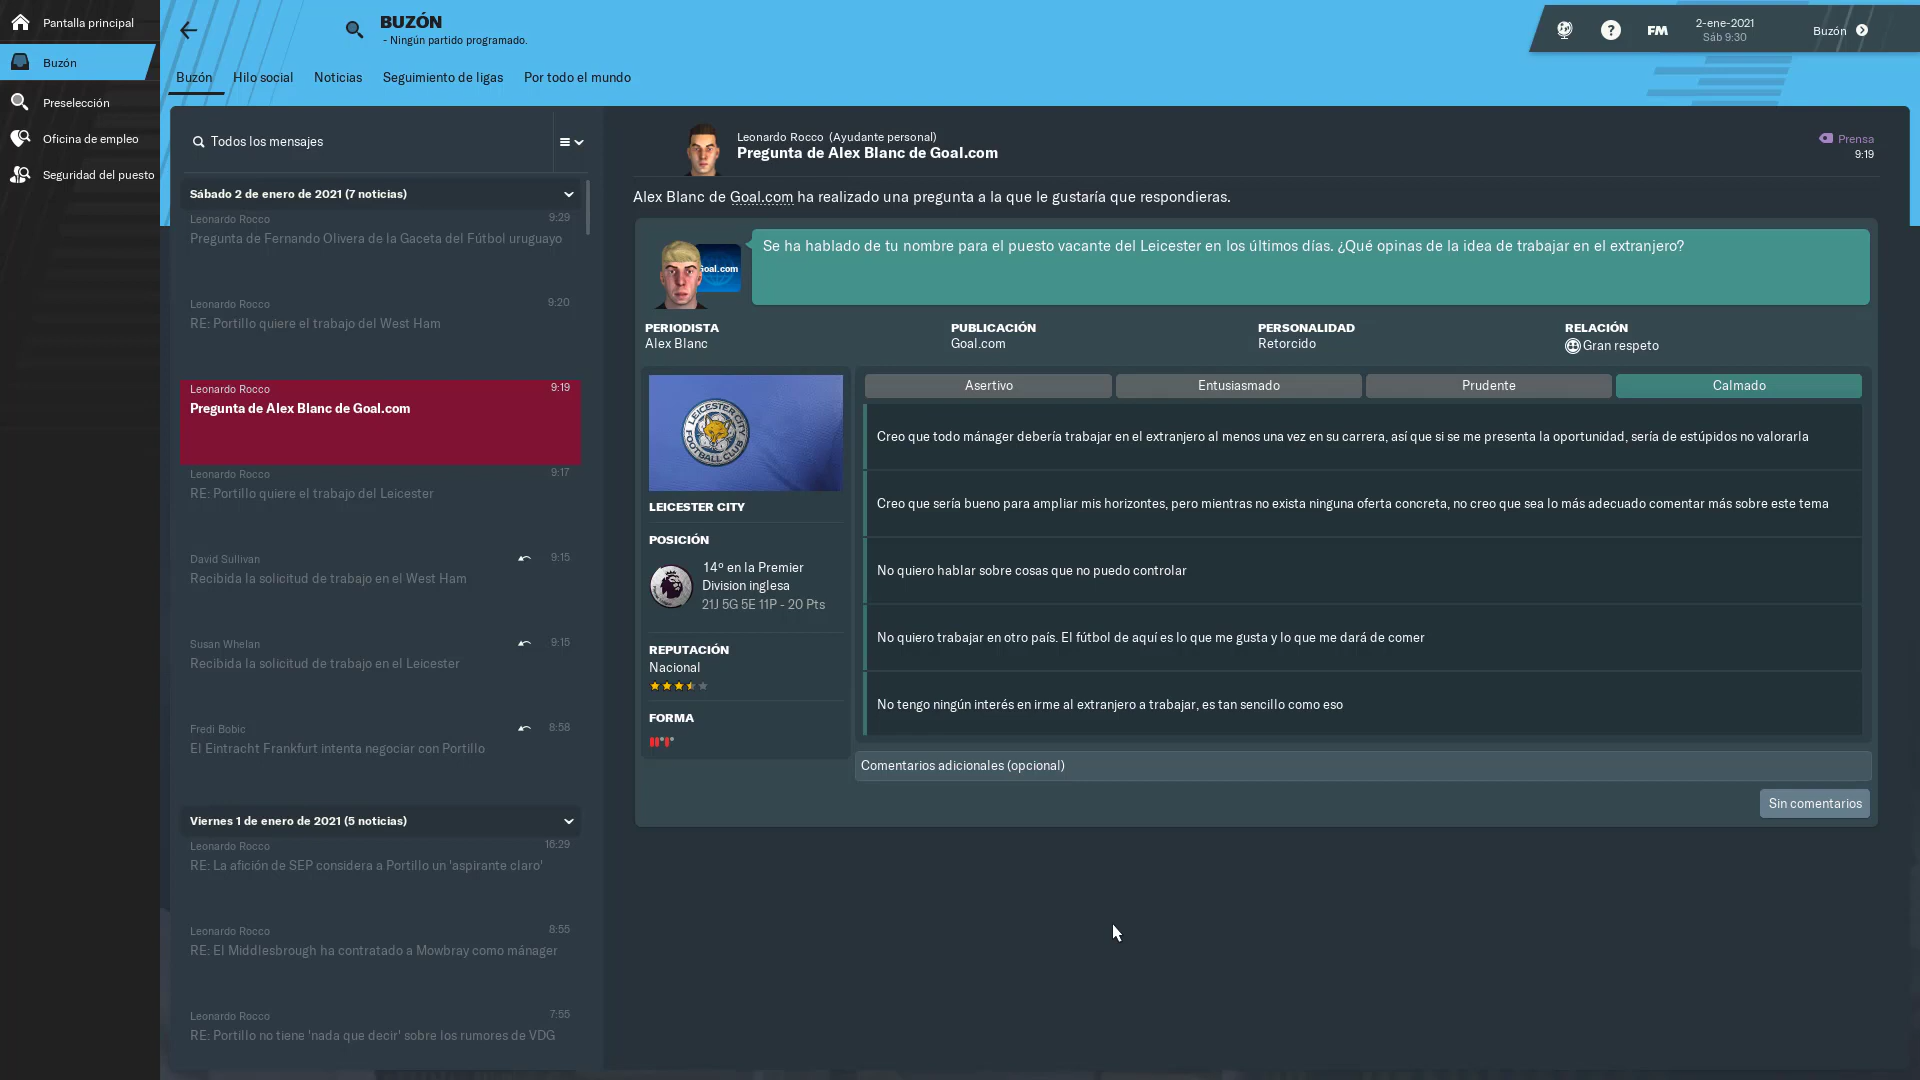 Pantalla principal
Buzón
Preselección
Oficina de empleo
Seguridad del puesto
BUZÓN
- Ningún partido programado.
FM
2-ene-2021
Sáb 9:30
Buzón
Buzón
Hilo social
Noticias
Seguimiento de ligas
Por todo el mundo
Todos los mensajes
Sábado 2 de enero de 2021 (7 noticias)
Leonardo Rocco 9:29
Pregunta de Fernando Olivera de la Gaceta del Fútbol uruguayo
Leonardo Rocco 9:20
RE: Portillo quiere el trabajo del West Ham
Leonardo Rocco 9:19
Pregunta de Alex Blanc de Goal.com
Leonardo Rocco 9:17
RE: Portillo quiere el trabajo del Leicester
David Sullivan 9:15
Recibida la solicitud de trabajo en el West Ham
Susan Whelan 9:15
Recibida la solicitud de trabajo en el Leicester
Fredi Bobic 8:58
El Eintracht Frankfurt intenta negociar con Portillo
Viernes 1 de enero de 2021 (5 noticias)
Leonardo Rocco 16:29
RE: La afición de SEP considera a Portillo un 'aspirante claro'
Leonardo Rocco 8:55
RE: El Middlesbrough ha contratado a Mowbray como mánager
Leonardo Rocco 7:55
RE: Portillo no tiene 'nada que decir' sobre los rumores de VDG
Leonardo Rocco (Ayudante personal)
Pregunta de Alex Blanc de Goal.com
Prensa
9:19
Alex Blanc de Goal.com ha realizado una pregunta a la que le gustaría que respondieras.
Goal.com
Se ha hablado de tu nombre para el puesto vacante del Leicester en los últimos días. ¿Qué opinas de la idea de trabajar en el extranjero?
PERIODISTA
Alex Blanc
PUBLICACIÓN
Goal.com
PERSONALIDAD
Retorcido
RELACIÓN
Gran respeto
LEICESTER CITY
FOOTBALL CLUB
LEICESTER CITY
POSICIÓN
14º en la Premier
Division inglesa
21J 5G 5E 11P - 20 Pts
REPUTACIÓN
Nacional
FORMA
Asertivo
Entusiasmado
Prudente
Calmado
Creo que todo mánager debería trabajar en el extranjero al menos una vez en su carrera, así que si se me presenta la oportunidad, sería de estúpidos no valorarla
Creo que sería bueno para ampliar mis horizontes, pero mientras no exista ninguna oferta concreta, no creo que sea lo más adecuado comentar más sobre este tema
No quiero hablar sobre cosas que no puedo controlar
No quiero trabajar en otro país. El fútbol de aquí es lo que me gusta y lo que me dará de comer
No tengo ningún interés en irme al extranjero a trabajar, es tan sencillo como eso
Comentarios adicionales (opcional)
Sin comentarios